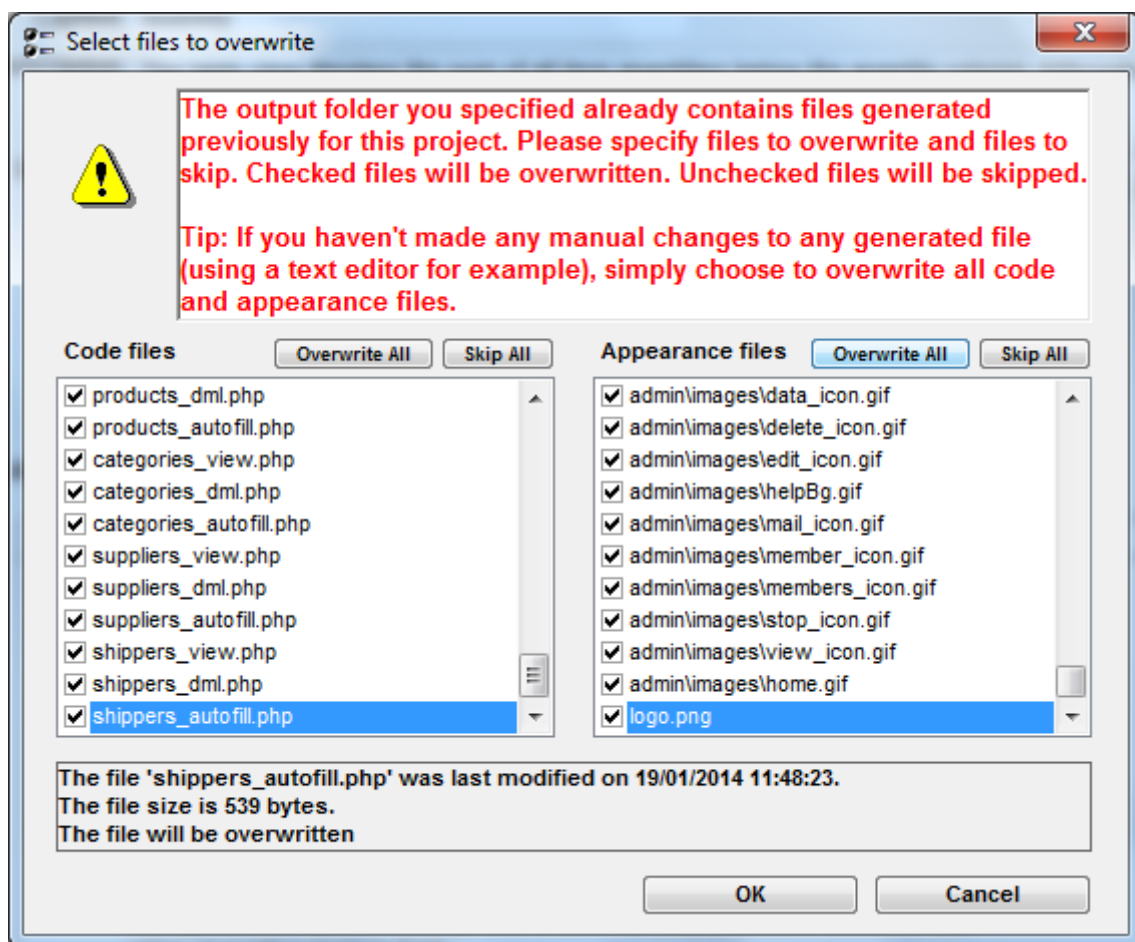 Select files to overwrite
The output folder you specified already contains files generated
previously for this project. Please specify files to overwrite and files to
skip. Checked files will be overwritten. Unchecked files will be skipped.
Tip: If you haven't made any manual changes to any generated file
(using a text editor for example), simply choose to overwrite all code
and appearance files.
Code files
Overwrite All
Skip All
products_dml.php
products_autofill.php
categories_view.php
categories_dml.php
categories_autofill.php
suppliers_view.php
suppliers_dml.php
suppliers_autofill.php
shippers_view.php
shippers_dml.php
shippers_autofill.php
Appearance files
Overwrite All
Skip All
admin\images\data_icon.gif
admin\images\delete_icon.gif
admin\images\edit_icon.gif
admin\images\helpBg.gif
admin\images\mail_icon.gif
admin\images\member_icon.gif
admin\images\members_icon.gif
admin\images\stop_icon.gif
admin\images\view_icon.gif
admin\images\home.gif
logo.png
The file 'shippers_autofill.php' was last modified on 19/01/2014 11:48:23.
The file size is 539 bytes.
The file will be overwritten
OK
Cancel